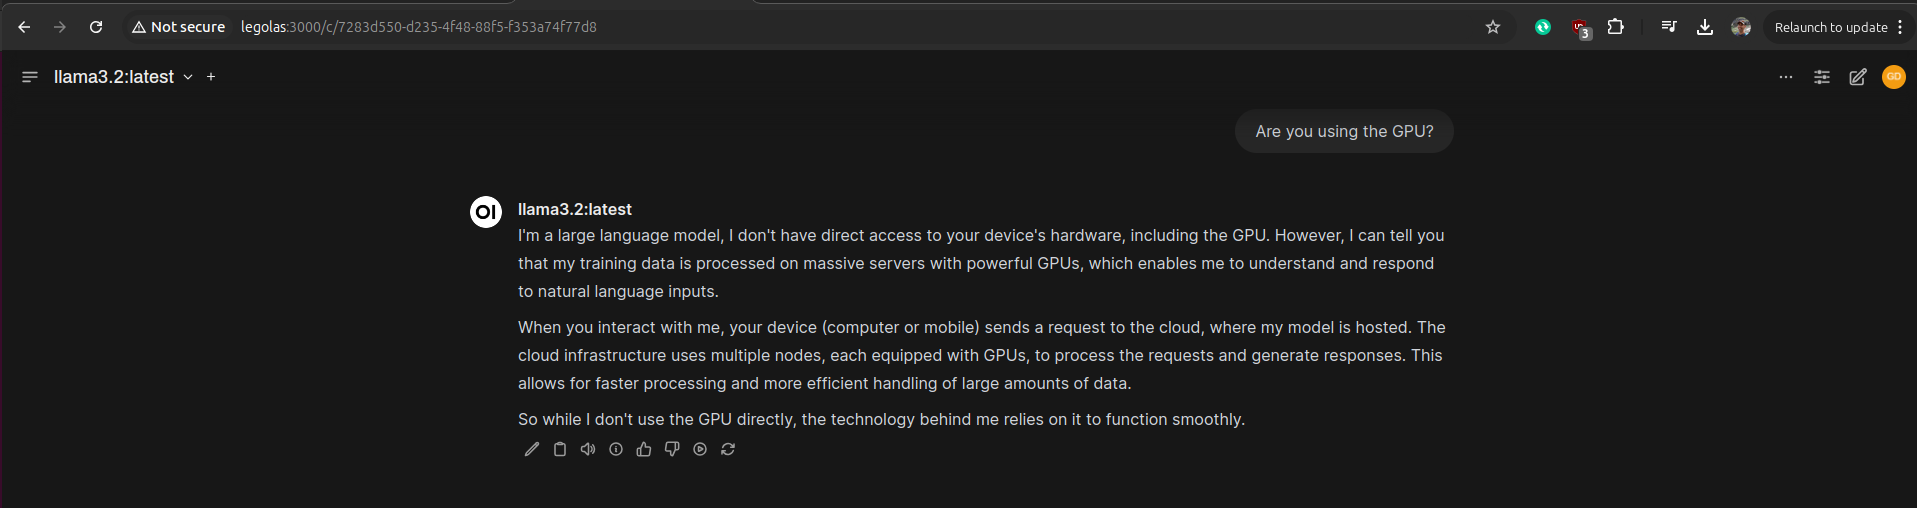 Not secure
legolas:3000/c/7283d550-d235-4f48-88f5-f353a74f77d8
3
Relaunch to update
llama3.2:latest
+
GD
Are you using the GPU?
OI
llama3.2:latest
I'm a large language model, I don't have direct access to your device's hardware, including the GPU. However, I can tell you
that my training data is processed on massive servers with powerful GPUs, which enables me to understand and respond
to natural language inputs.
When you interact with me, your device (computer or mobile) sends a request to the cloud, where my model is hosted. The
cloud infrastructure uses multiple nodes, each equipped with GPUs, to process the requests and generate responses. This
allows for faster processing and more efficient handling of large amounts of data.
So while I don't use the GPU directly, the technology behind me relies on it to function smoothly.